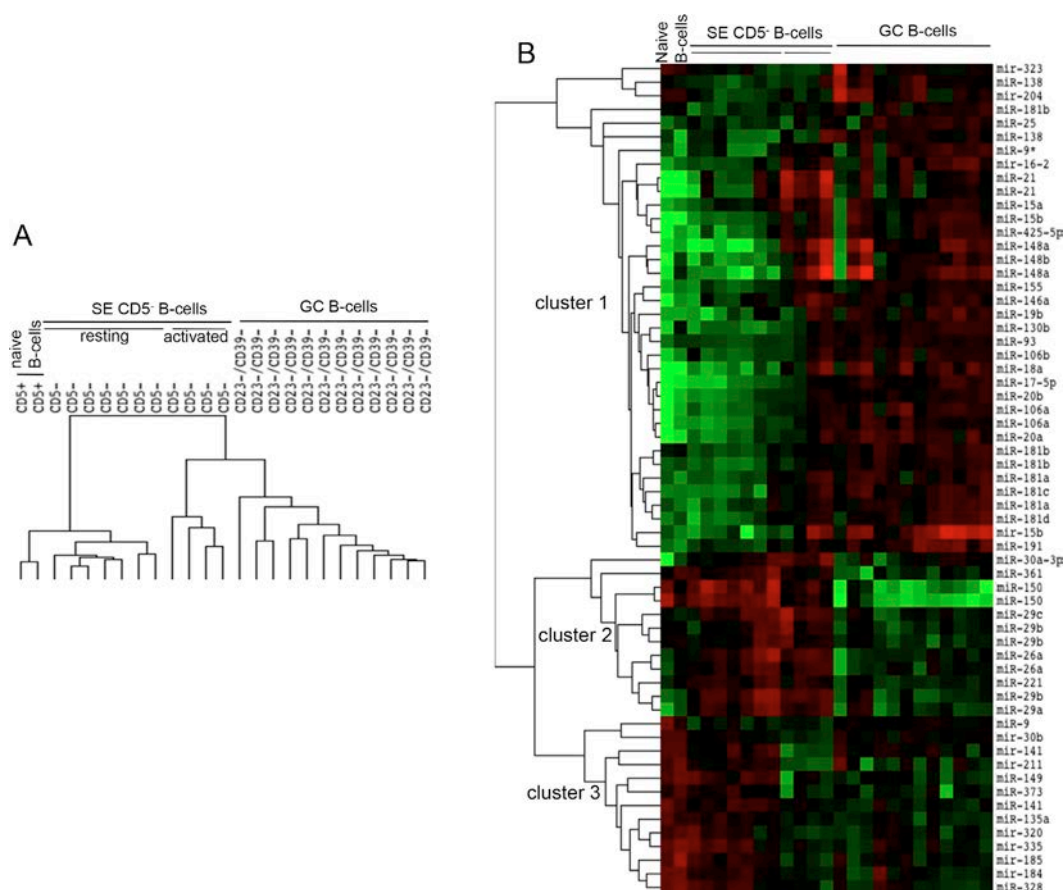 A
SE CD5- B-cells
GC B-cells
naive
B-cells
resting
activated
CD5+
CD5+
CD5-
CD5-
CD5-
CD5-
CD5-
CD5-
CD5-
CD5-
CD5-
CD5-
CD5-
CD23-/CD39-
CD23-/CD39-
CD23-/CD39-
CD23-/CD39-
CD23-/CD39-
CD23-/CD39-
CD23-/CD39-
CD23-/CD39-
CD23-/CD39-
CD23-/CD39-
CD23-/CD39-
CD23-/CD39-
B
Naive
B-cells
SE CD5- B-cells
GC B-cells
cluster 1
cluster 2
cluster 3
mir-323
miR-138
mir-204
miR-181b
miR-25
miR-138
miR-9*
mir-16-2
miR-21
miR-21
miR-15a
miR-15b
miR-425-5p
miR-148a
miR-148b
miR-148a
miR-155
miR-146a
miR-19b
miR-130b
miR-93
miR-106b
miR-18a
miR-17-5p
miR-20b
miR-106a
miR-106a
miR-20a
miR-181b
miR-181b
miR-181a
miR-181c
miR-181a
miR-181d
mir-15b
miR-191
miR-30a-3p
miR-361
miR-150
miR-150
miR-29c
miR-29b
miR-29b
miR-26a
miR-26a
miR-221
miR-29b
miR-29a
miR-9
mir-30b
miR-141
mir-211
miR-149
miR-373
miR-141
miR-135a
mir-320
mir-335
miR-185
miR-184
miR-328